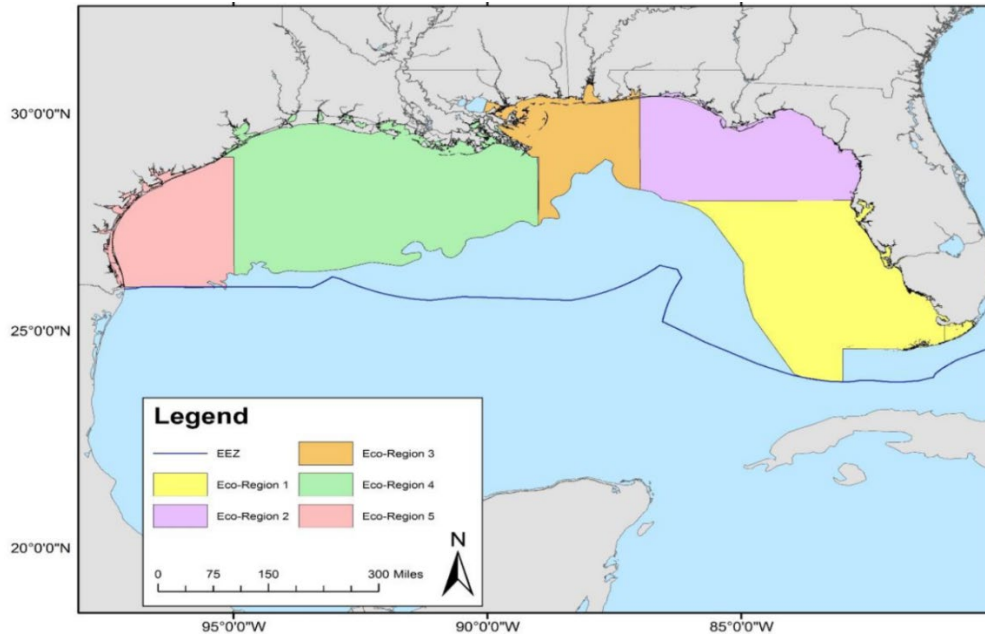 30°0'0"N
25°0'0"N
20°0'0"N
Legend
EEZ
Eco-Region 1
Eco-Region 2
Eco-Region 3
Eco-Region 4
Eco-Region 5
0 75 150 300 Miles
N
95°0'0"W 90°0'0"W 85°0'0"W